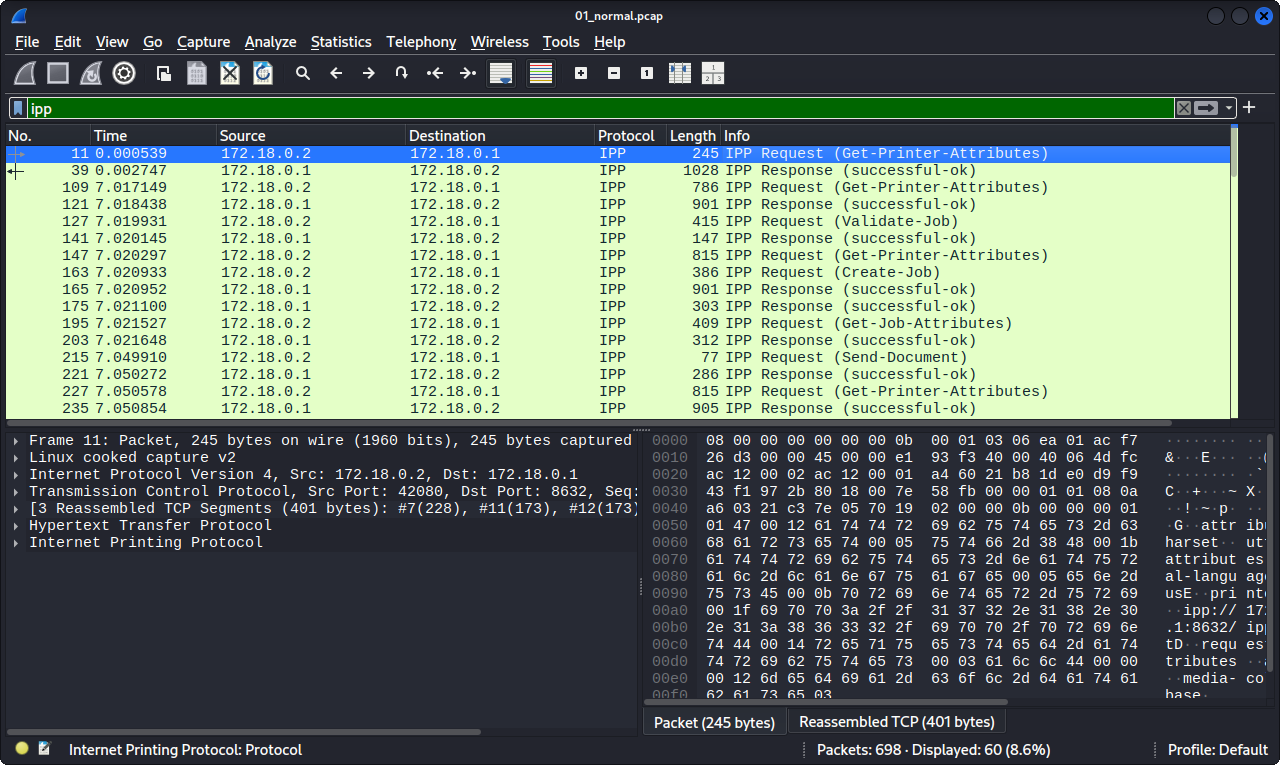 01_normal.pcap
File Edit View Go Capture Analyze Statistics Telephony Wireless Tools Help
ipp
No. Time Source Destination Protocol Length Info
11 0.000539 172.18.0.2 172.18.0.1 IPP 245 IPP Request (Get-Printer-Attributes)
39 0.002747 172.18.0.1 172.18.0.2 IPP 1028 IPP Response (successful-ok)
109 7.017149 172.18.0.2 172.18.0.1 IPP 786 IPP Request (Get-Printer-Attributes)
121 7.018438 172.18.0.1 172.18.0.2 IPP 901 IPP Response (successful-ok)
127 7.019931 172.18.0.2 172.18.0.1 IPP 415 IPP Request (Validate-Job)
141 7.020145 172.18.0.1 172.18.0.2 IPP 147 IPP Response (successful-ok)
147 7.020297 172.18.0.2 172.18.0.1 IPP 815 IPP Request (Get-Printer-Attributes)
163 7.020933 172.18.0.2 172.18.0.1 IPP 386 IPP Request (Create-Job)
165 7.020952 172.18.0.1 172.18.0.2 IPP 901 IPP Response (successful-ok)
175 7.021100 172.18.0.1 172.18.0.2 IPP 303 IPP Response (successful-ok)
195 7.021527 172.18.0.2 172.18.0.1 IPP 409 IPP Request (Get-Job-Attributes)
203 7.021648 172.18.0.1 172.18.0.2 IPP 312 IPP Response (successful-ok)
215 7.049910 172.18.0.2 172.18.0.1 IPP 77 IPP Request (Send-Document)
221 7.050272 172.18.0.1 172.18.0.2 IPP 286 IPP Response (successful-ok)
227 7.050578 172.18.0.2 172.18.0.1 IPP 815 IPP Request (Get-Printer-Attributes)
235 7.050854 172.18.0.1 172.18.0.2 IPP 905 IPP Response (successful-ok)
Frame 11: Packet, 245 bytes on wire (1960 bits), 245 bytes captured
Linux cooked capture v2
Internet Protocol Version 4, Src: 172.18.0.2, Dst: 172.18.0.1
Transmission Control Protocol, Src Port: 42080, Dst Port: 8632, Seq:
[3 Reassembled TCP Segments (401 bytes): #7(228), #11(173), #12(173)
Hypertext Transfer Protocol
Internet Printing Protocol
0000 08 00 00 00 00 00 00 0b 00 01 03 06 ea 01 ac f7 ········ ··
0010 26 d3 00 00 45 00 00 e1 93 f3 40 00 40 06 4d fc &···E··· ··@
0020 ac 12 00 02 ac 12 00 01 a4 60 21 b8 1d e0 d9 f9 ········ ·`
0030 43 f1 97 2b 80 18 00 7e 58 fb 00 00 01 01 08 0a C··+···~ X·
0040 a6 03 21 c3 7e 05 70 19 02 00 00 0b 00 00 00 01 ··!·~·p· ··
0050 01 47 00 12 61 74 74 72 69 62 75 74 65 73 2d 63 ·G··attr ibu
0060 68 61 72 73 65 74 00 05 75 74 66 2d 38 48 00 1b harset·· utf
0070 61 74 74 72 69 62 75 74 65 73 2d 6e 61 74 75 72 attribut es
0080 61 6c 2d 6c 61 6e 67 75 61 67 65 00 05 65 6e 2d al-langu age
0090 75 73 45 00 0b 70 72 69 6e 74 65 72 2d 75 72 69 usE··pri nte
00a0 00 1f 69 70 70 3a 2f 2f 31 37 32 2e 31 38 2e 30 ··ipp:// 172
00b0 2e 31 3a 38 36 33 32 2f 69 70 70 2f 70 72 69 6e .1:8632/ ipp
00c0 74 44 00 14 72 65 71 75 65 73 74 65 64 2d 61 74 tD··requ est
00d0 74 72 69 62 75 74 65 73 00 03 61 6c 6c 44 00 00 tributes ··a
00e0 00 12 6d 65 64 69 61 2d 63 6f 6c 2d 64 61 74 61 ··media- co
00f0 62 61 73 65 03 base·
Packet (245 bytes) Reassembled TCP (401 bytes)
Internet Printing Protocol: Protocol Packets: 698 · Displayed: 60 (8.6%) Profile: Default